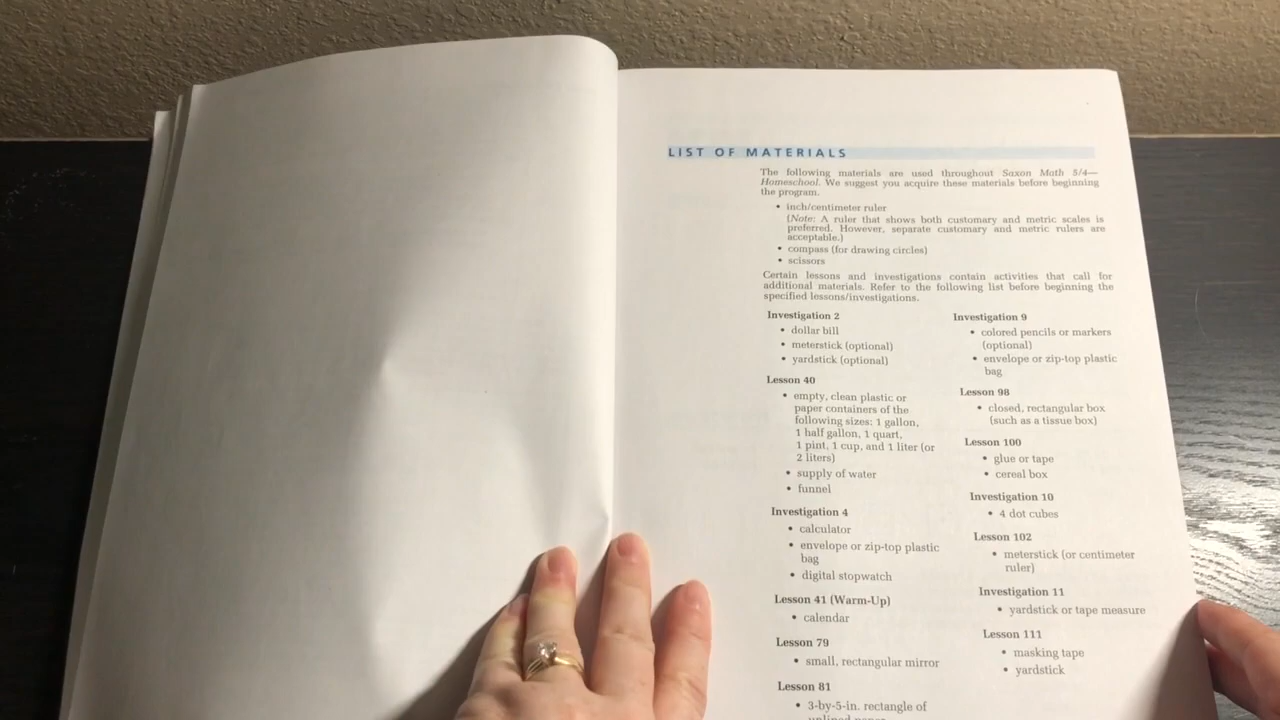 LIST OF MATERIALS
The following materials are used throughout Saxon Math 5/4—
Homeschool. We suggest you acquire these materials before beginning
the program.
• inch/centimeter ruler
(Note: A ruler that shows both customary and metric scales is
preferred. However, separate customary and metric rulers are
acceptable.)
• compass (for drawing circles)
• scissors
Certain lessons and investigations contain activities that call for
additional materials. Refer to the following list before beginning the
specified lessons/investigations.
Investigation 2
• dollar bill
• meterstick (optional)
• yardstick (optional)
Lesson 40
• empty, clean plastic or
paper containers of the
following sizes: 1 gallon,
1 half gallon, 1 quart,
1 pint, 1 cup, and 1 liter (or
2 liters)
• supply of water
• funnel
Investigation 4
• calculator
• envelope or zip-top plastic
bag
• digital stopwatch
Lesson 41 (Warm-Up)
• calendar
Lesson 79
• small, rectangular mirror
Lesson 81
• 3-by-5-in. rectangle of
unlined paper
Investigation 9
• colored pencils or markers
(optional)
• envelope or zip-top plastic
bag
Lesson 98
• closed, rectangular box
(such as a tissue box)
Lesson 100
• glue or tape
• cereal box
Investigation 10
• 4 dot cubes
Lesson 102
• meterstick (or centimeter
ruler)
Investigation 11
• yardstick or tape measure
Lesson 111
• masking tape
• yardstick